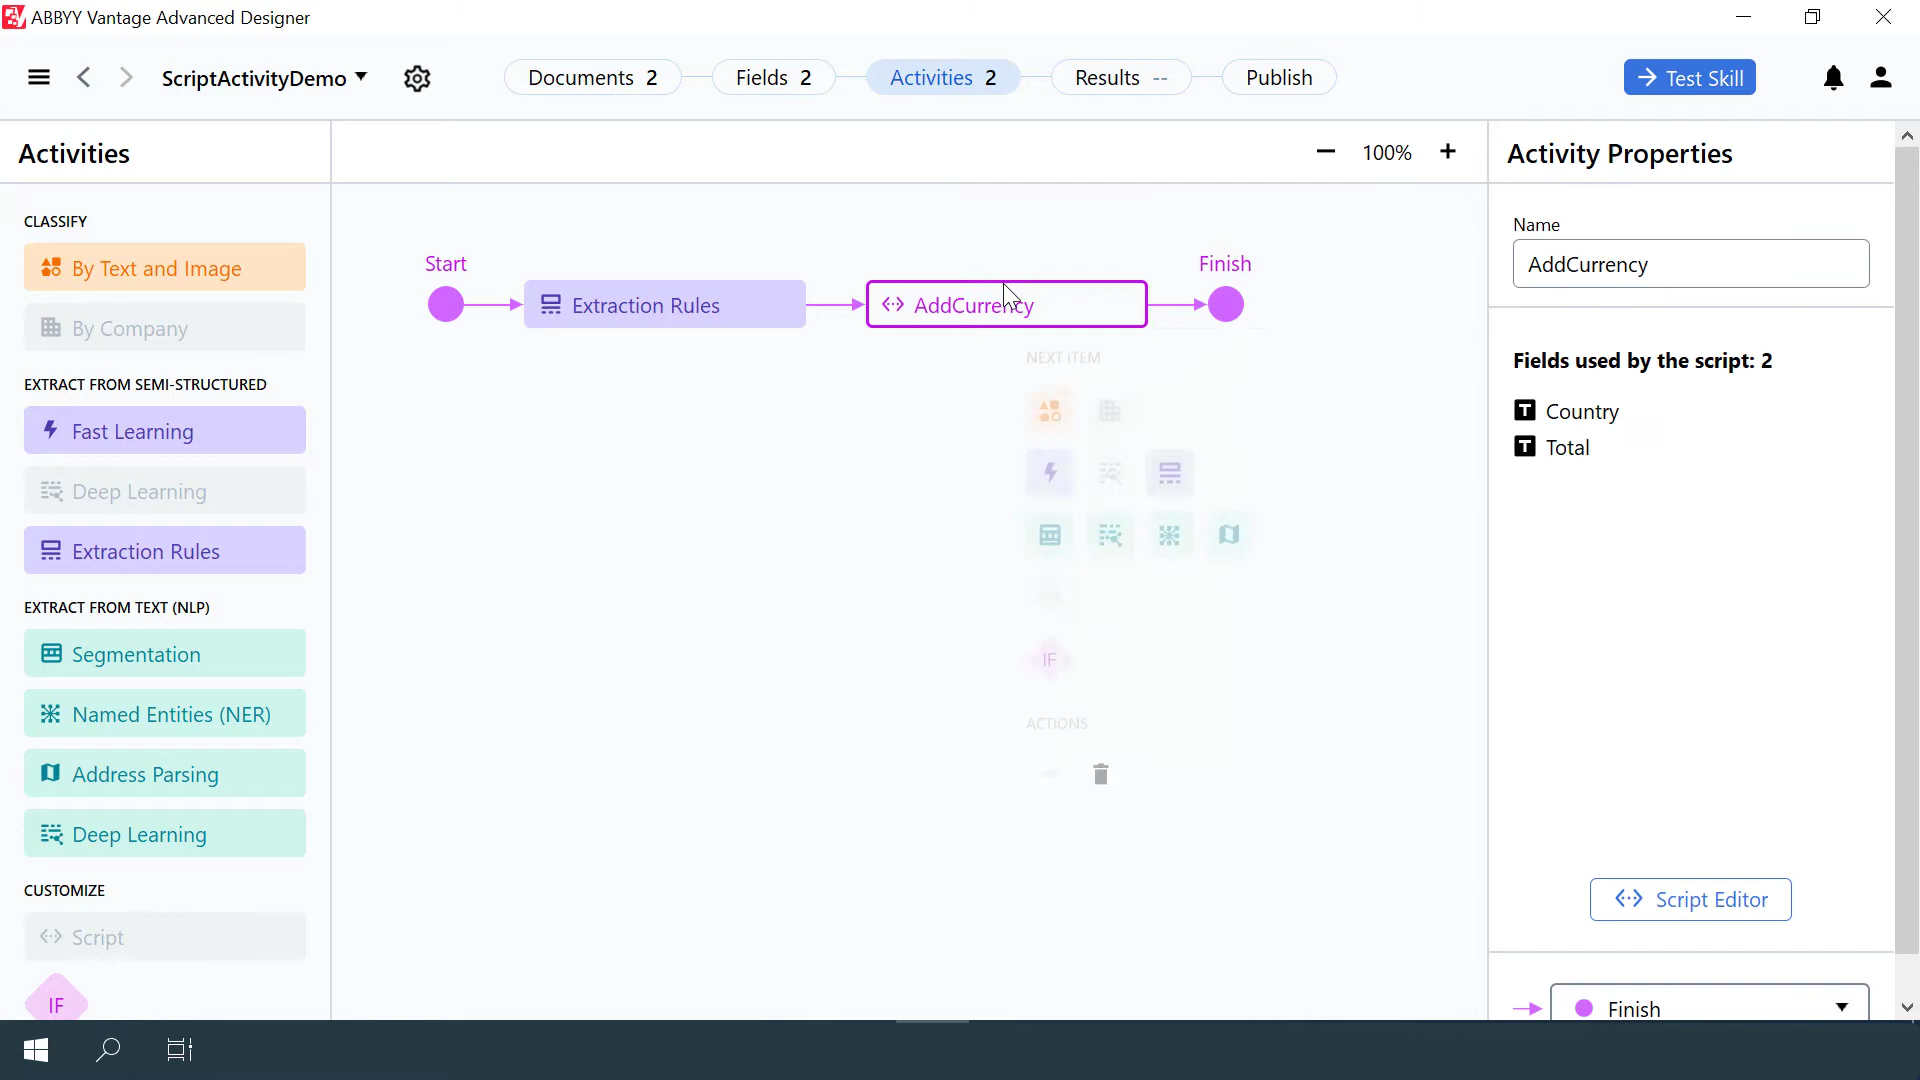 ABBYY Vantage Advanced Designer
ScriptActivityDemo
Documents 2
Fields 2
Activities 2
Results --
Publish
Test Skill
Activities
100%
Activity Properties
CLASSIFY
By Text and Image
By Company
EXTRACT FROM SEMI-STRUCTURED
Fast Learning
Deep Learning
Extraction Rules
EXTRACT FROM TEXT (NLP)
Segmentation
Named Entities (NER)
Address Parsing
Deep Learning
CUSTOMIZE
Script
IF
Start
Extraction Rules
AddCurrency
Finish
NEXT ITEM
IF
ACTIONS
Name
AddCurrency
Fields used by the script: 2
T Country
T Total
Script Editor
Finish